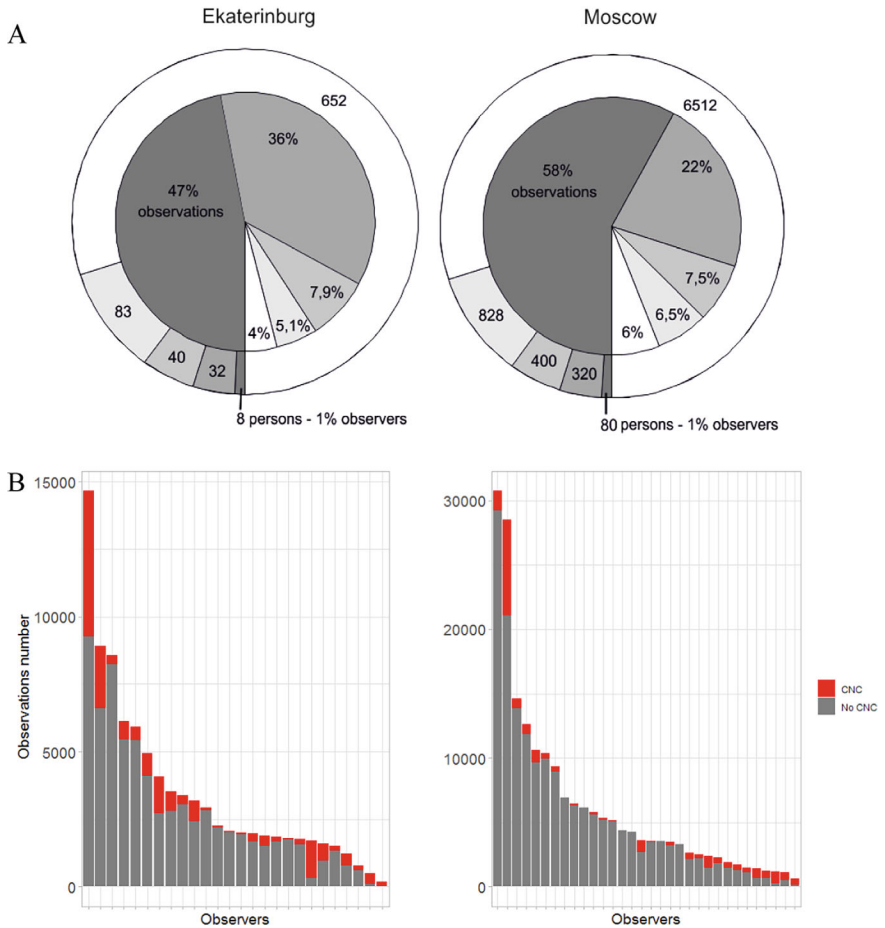 Ekaterinburg
Moscow
A
652
36%
47%
observations
7,9%
5,1%
4%
83
40
32
8 persons - 1% observers
6512
22%
58%
observations
7,5%
6,5%
6%
828
400
320
80 persons - 1% observers
B
Observations number
15000
10000
5000
0
Observers
30000
20000
10000
0
Observers
CNC
No CNC